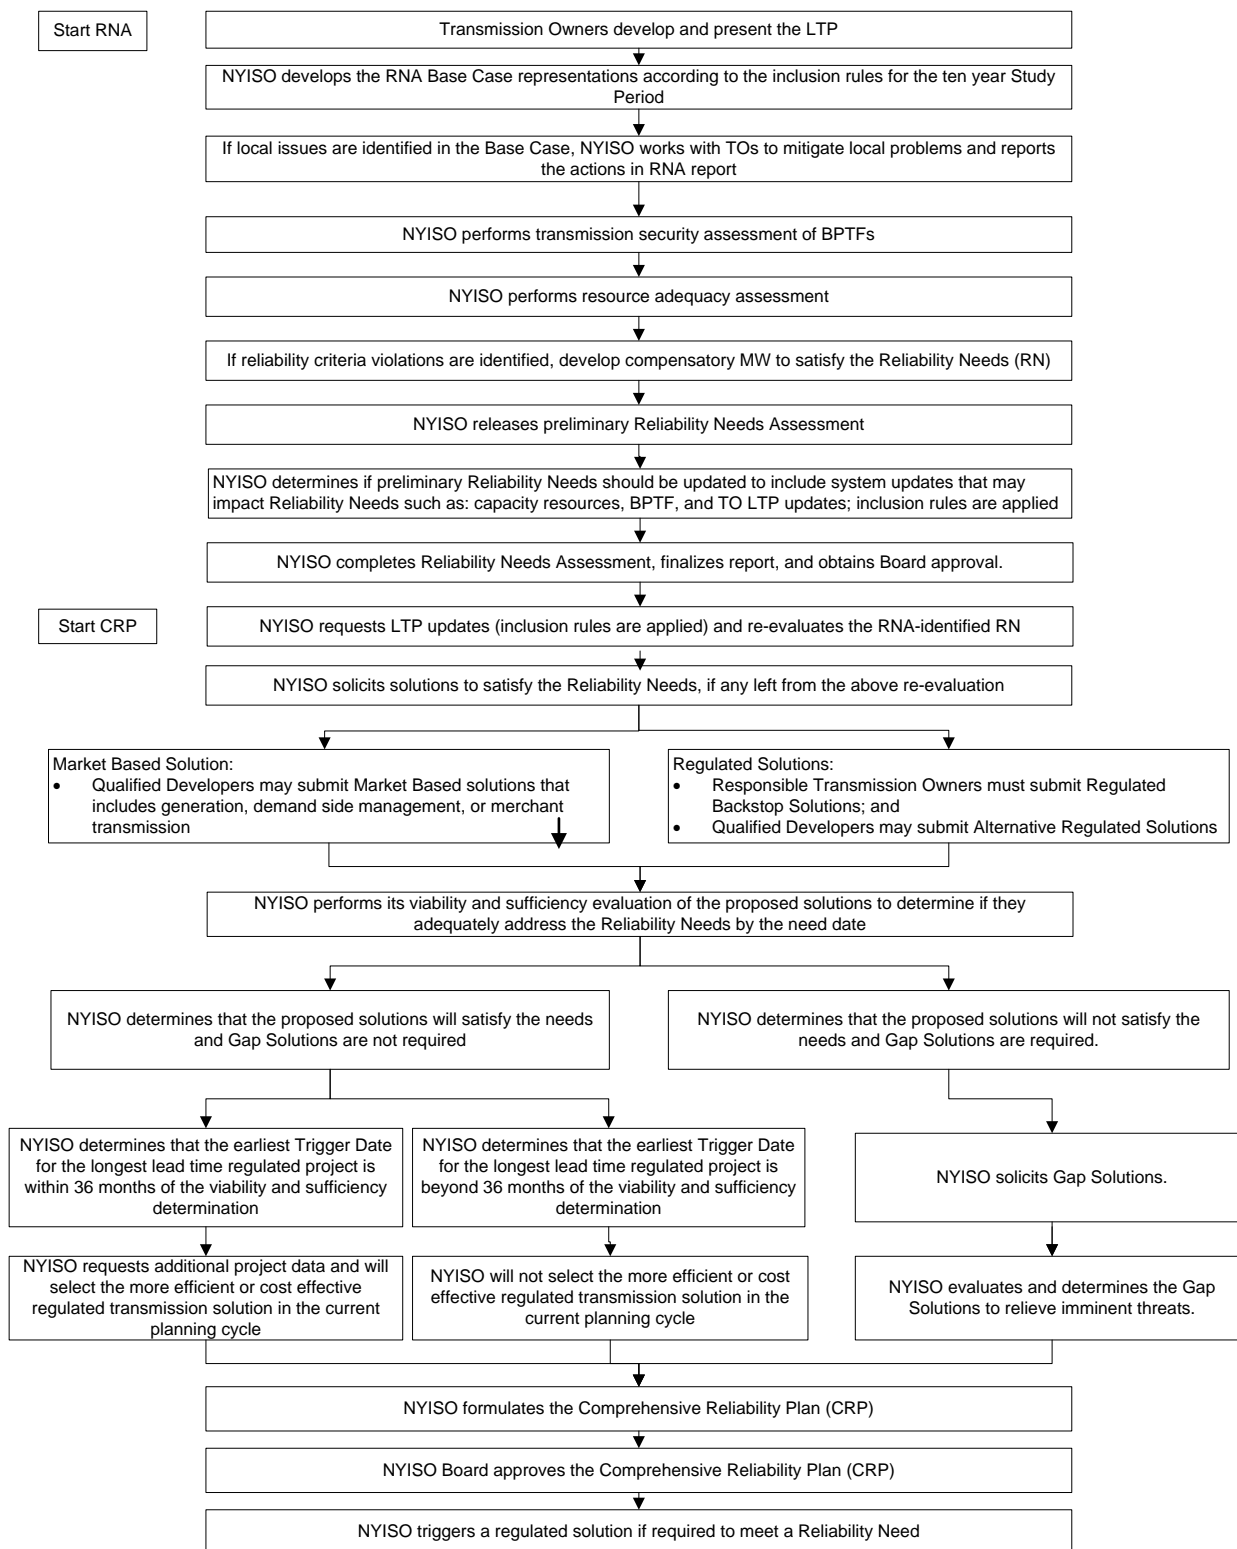 Start RNA
Transmission Owners develop and present the LTP
NYISO develops the RNA Base Case representations according to the inclusion rules for the ten year Study
Period
If local issues are identified in the Base Case, NYISO works with TOs to mitigate local problems and reports
the actions in RNA report
NYISO performs transmission security assessment of BPTFs
NYISO performs resource adequacy assessment
If reliability criteria violations are identified, develop compensatory MW to satisfy the Reliability Needs (RN)
NYISO releases preliminary Reliability Needs Assessment
NYISO determines if preliminary Reliability Needs should be updated to include system updates that may
impact Reliability Needs such as: capacity resources, BPTF, and TO LTP updates; inclusion rules are applied
NYISO completes Reliability Needs Assessment, finalizes report, and obtains Board approval.
Start CRP
NYISO requests LTP updates (inclusion rules are applied) and re-evaluates the RNA-identified RN
NYISO solicits solutions to satisfy the Reliability Needs, if any left from the above re-evaluation
Market Based Solution:
• Qualified Developers may submit Market Based solutions that
includes generation, demand side management, or merchant
transmission
Regulated Solutions:
• Responsible Transmission Owners must submit Regulated
Backstop Solutions; and
• Qualified Developers may submit Alternative Regulated Solutions
NYISO performs its viability and sufficiency evaluation of the proposed solutions to determine if they
adequately address the Reliability Needs by the need date
NYISO determines that the proposed solutions will satisfy the needs
and Gap Solutions are not required
NYISO determines that the proposed solutions will not satisfy the
needs and Gap Solutions are required.
NYISO determines that the earliest Trigger Date
for the longest lead time regulated project is
within 36 months of the viability and sufficiency
determination
NYISO determines that the earliest Trigger Date
for the longest lead time regulated project is
beyond 36 months of the viability and sufficiency
determination
NYISO solicits Gap Solutions.
NYISO requests additional project data and will
select the more efficient or cost effective
regulated transmission solution in the current
planning cycle
NYISO will not select the more efficient or cost
effective regulated transmission solution in the
current planning cycle
NYISO evaluates and determines the Gap
Solutions to relieve imminent threats.
NYISO formulates the Comprehensive Reliability Plan (CRP)
NYISO Board approves the Comprehensive Reliability Plan (CRP)
NYISO triggers a regulated solution if required to meet a Reliability Need